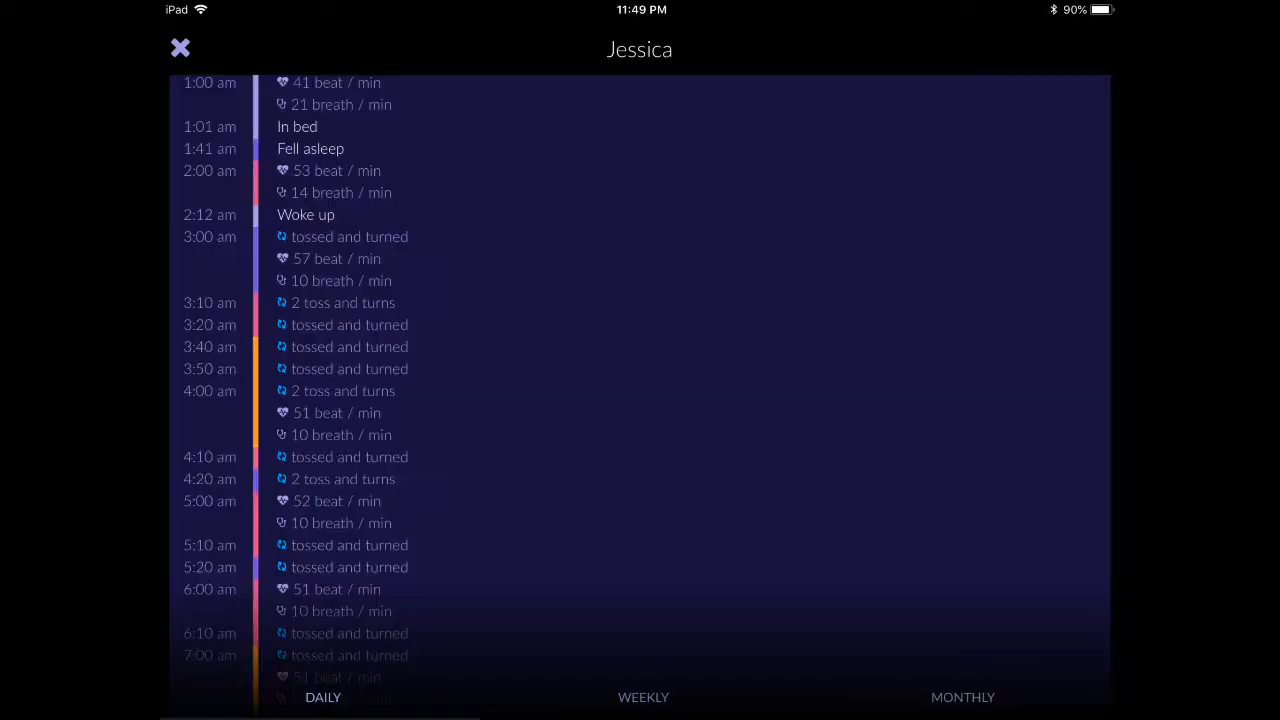 iPad 11:49 PM 90%
Jessica
1:00 am 41 beat / min
21 breath / min
1:01 am In bed
1:41 am Fell asleep
2:00 am 53 beat / min
14 breath / min
2:12 am Woke up
3:00 am tossed and turned
57 beat / min
10 breath / min
3:10 am 2 toss and turns
3:20 am tossed and turned
3:40 am tossed and turned
3:50 am tossed and turned
4:00 am 2 toss and turns
51 beat / min
10 breath / min
4:10 am tossed and turned
4:20 am 2 toss and turns
5:00 am 52 beat / min
10 breath / min
5:10 am tossed and turned
5:20 am tossed and turned
6:00 am 51 beat / min
10 breath / min
6:10 am tossed and turned
7:00 am tossed and turned
51 beat / min
DAILY WEEKLY MONTHLY